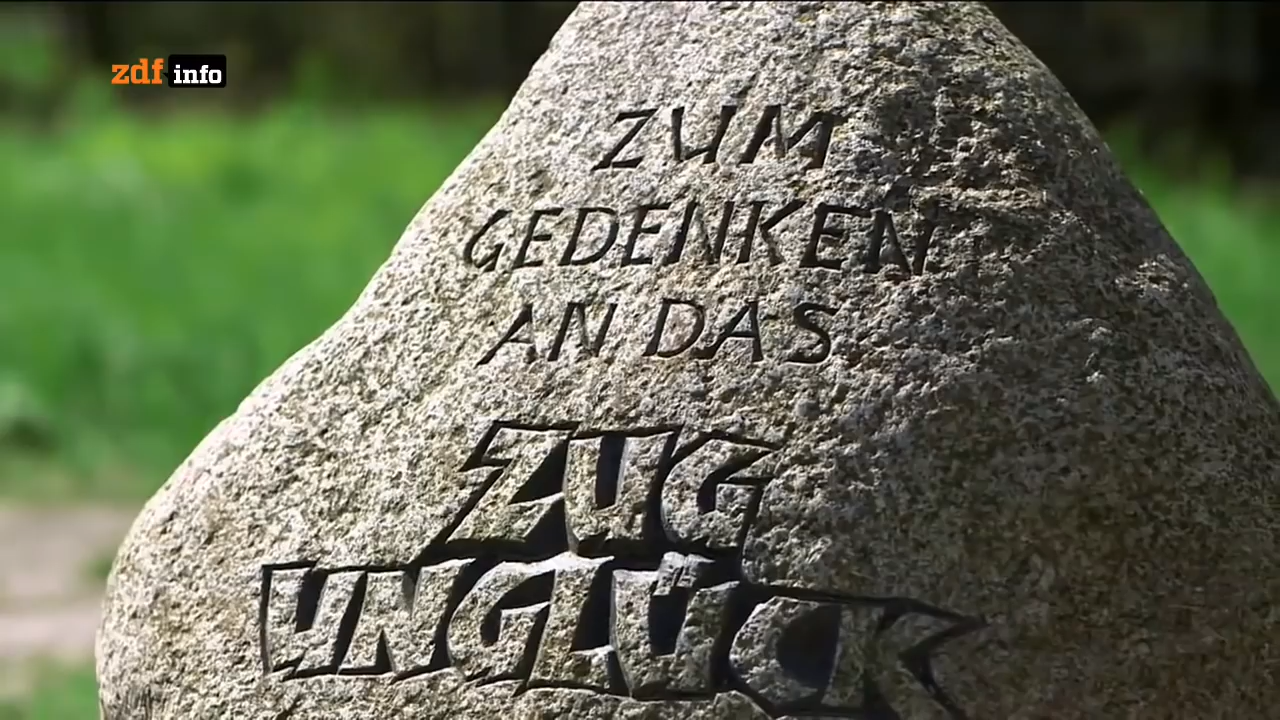 zdf info
ZUM
GEDENKEN
AN DAS
ZUG
UNGLÜCK